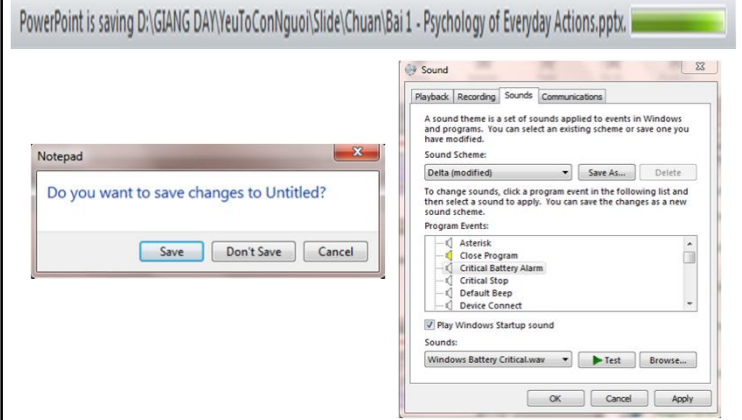 PowerPoint is saving D:\GIANG DAY\YeuToConNguoi\Slide\Chuan\Bai 1 - Psychology of Everyday Actions.pptx.
Notepad
Do you want to save changes to Untitled?
Save Don't Save Cancel
Sound
Playback Recording Sounds Communications
A sound theme is a set of sounds applied to events in Windows
and programs. You can select an existing scheme or save one you
have modified.
Sound Scheme:
Delta (modified) Save As... Delete
To change sounds, click a program event in the following list and
then select a sound to apply. You can save the changes as a new
sound scheme.
Program Events:
Asterisk
Close Program
Critical Battery Alarm
Critical Stop
Default Beep
Device Connect
Play Windows Startup sound
Sounds:
Windows Battery Critical.wav Test Browse...
OK Cancel Apply